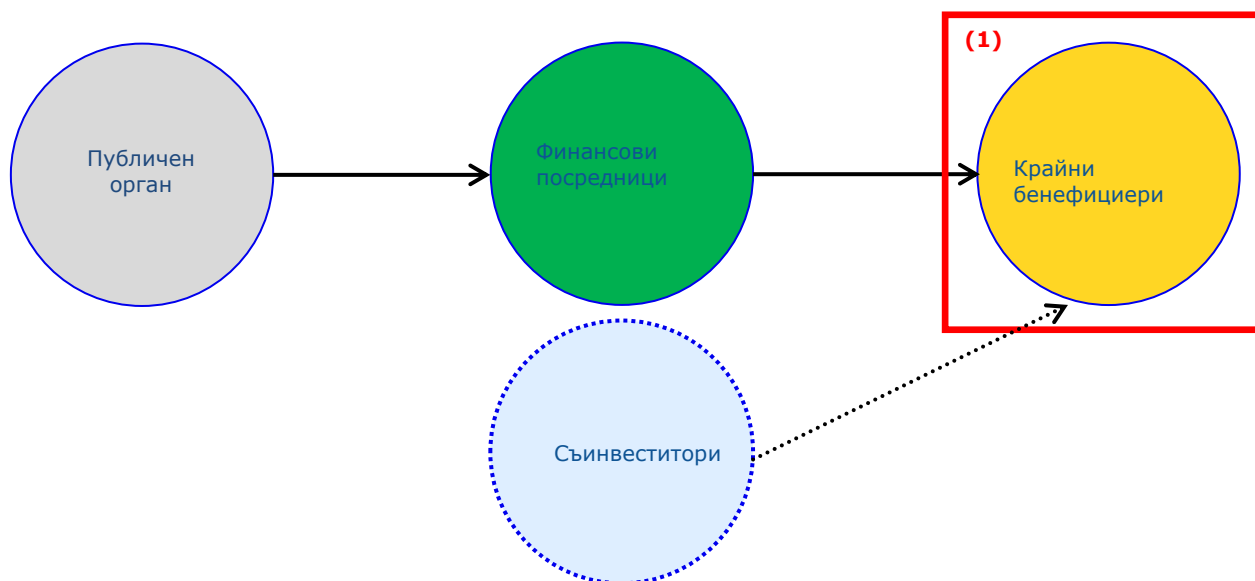 (1)
Публичен
орган
Финансови
посредници
Крайни
бенефициери
Съинвеститори